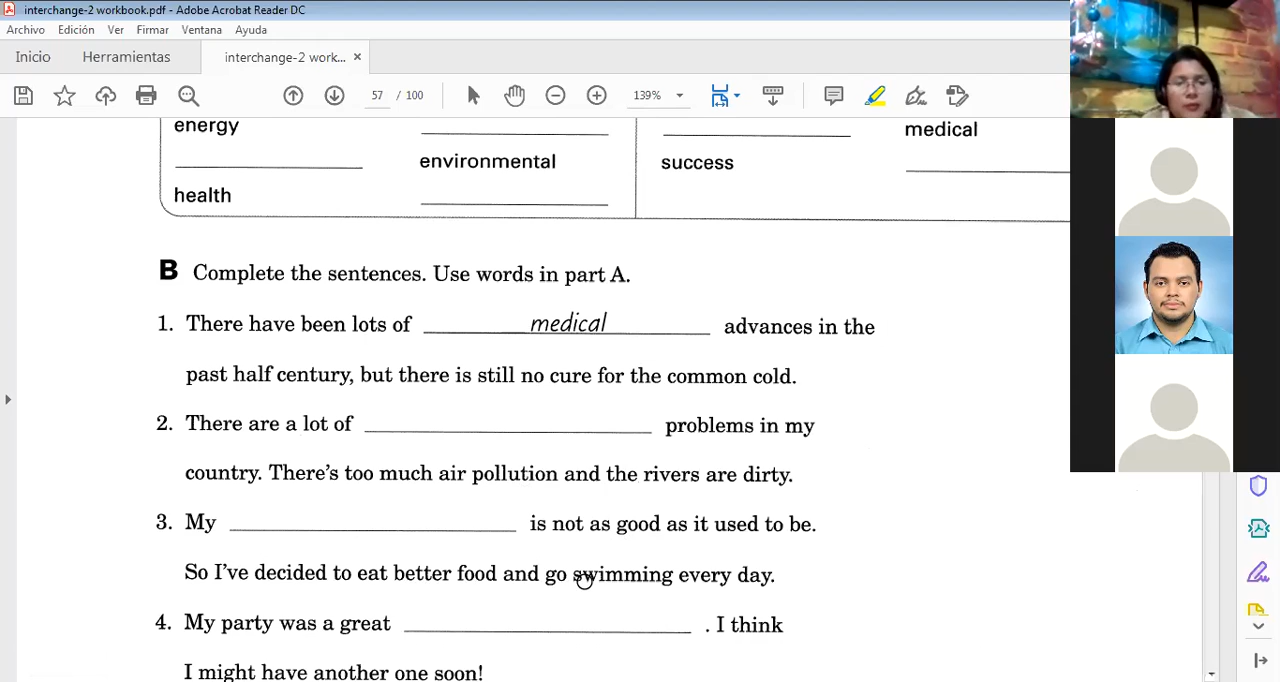 interchange-2 workbook.pdf - Adobe Acrobat Reader DC
Archivo Edición Ver Firmar Ventana Ayuda
Inicio Herramientas interchange-2 work... ×
57 / 100 139%
energy medical
environmental success
health
B Complete the sentences. Use words in part A.
1. There have been lots of medical advances in the
past half century, but there is still no cure for the common cold.
2. There are a lot of problems in my
country. There's too much air pollution and the rivers are dirty.
3. My is not as good as it used to be.
So I've decided to eat better food and go swimming every day.
4. My party was a great . I think
I might have another one soon!